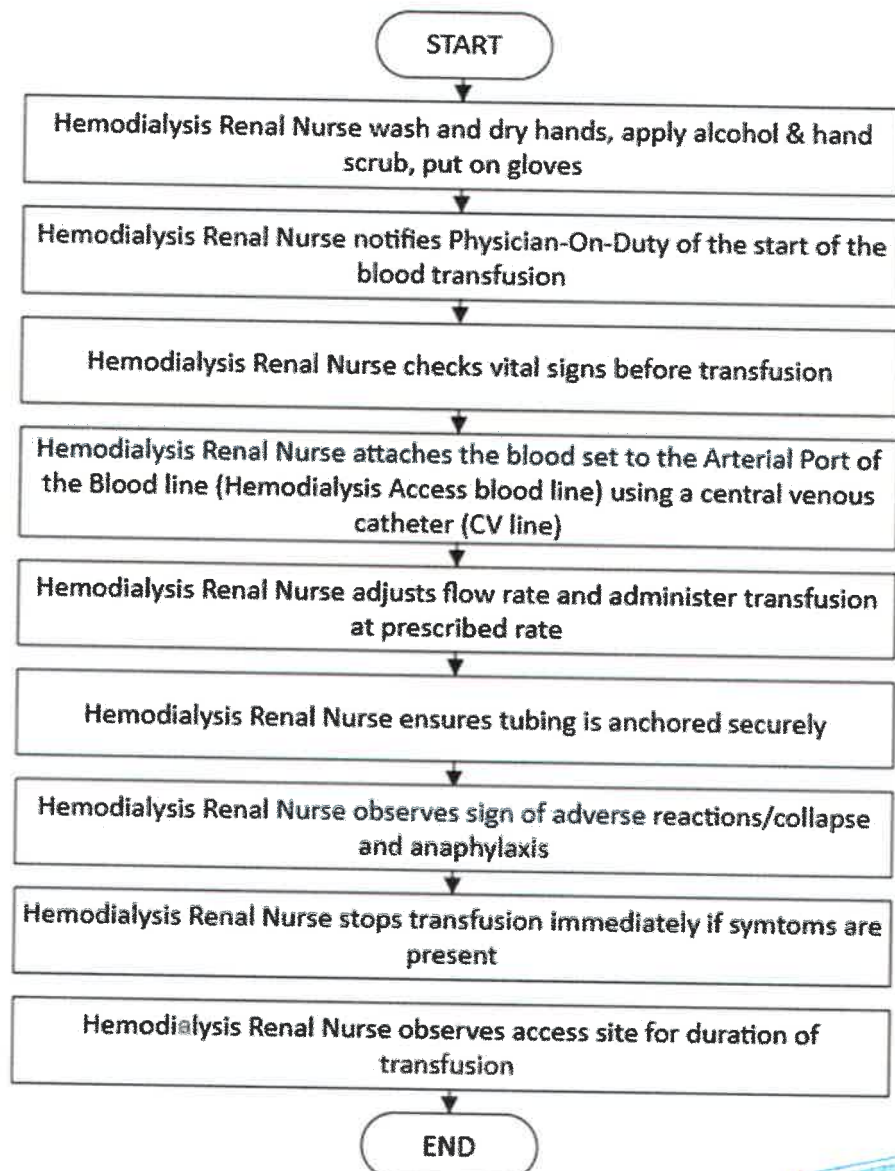 START
Hemodialysis Renal Nurse wash and dry hands, apply alcohol & hand
scrub, put on gloves
Hemodialysis Renal Nurse notifies Physician-On-Duty of the start of the
blood transfusion
Hemodialysis Renal Nurse checks vital signs before transfusion
Hemodialysis Renal Nurse attaches the blood set to the Arterial Port of
the Blood line (Hemodialysis Access blood line) using a central venous
catheter (CV line)
Hemodialysis Renal Nurse adjusts flow rate and administer transfusion
at prescribed rate
Hemodialysis Renal Nurse ensures tubing is anchored securely
Hemodialysis Renal Nurse observes sign of adverse reactions/collapse
and anaphylaxis
Hemodialysis Renal Nurse stops transfusion immediately if symtoms are
present
Hemodialysis Renal Nurse observes access site for duration of
transfusion
END